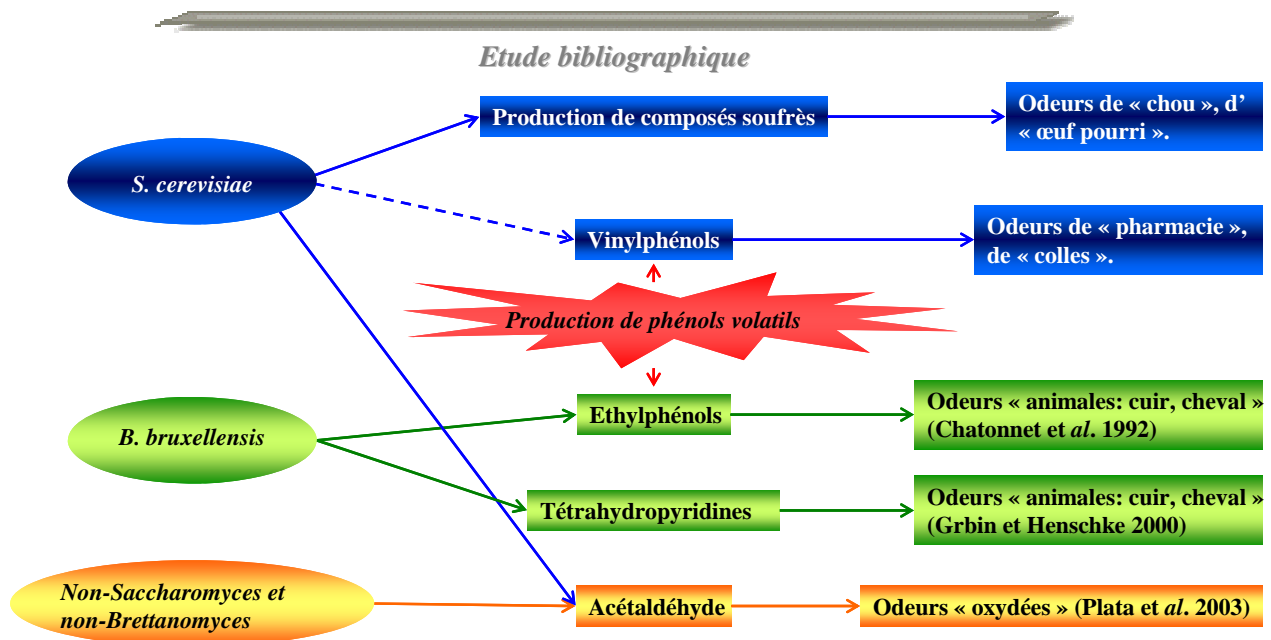 Etude bibliographique
Production de composés soufrès
Odeurs de « chou », d’
« œuf pourri ».
S. cerevisiae
Vinylphénols
Odeurs de « pharmacie »,
de « colles ».
Production de phénols volatils
Ethylphénols
Odeurs « animales: cuir, cheval »
(Chatonnet et al. 1992)
B. bruxellensis
Tétrahydropyridines
Odeurs « animales: cuir, cheval »
(Grbin et Henschke 2000)
Non-Saccharomyces et
non-Brettanomyces
Acétaldéhyde
Odeurs « oxydées » (Plata et al. 2003)